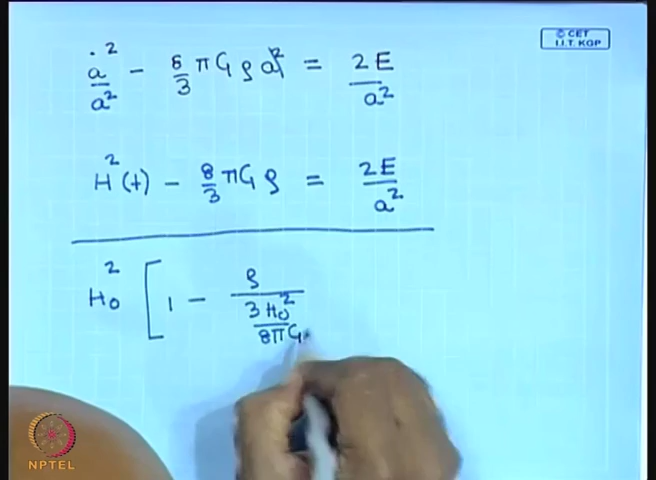 © CET
I.I.T. KGP
ȧ²/a² − 8/3 πGρa² = 2E/a²
H²(t) − 8/3 πGρ = 2E/a²
H₀² [ 1 − ρ/(3H₀²/8πG)
NPTEL